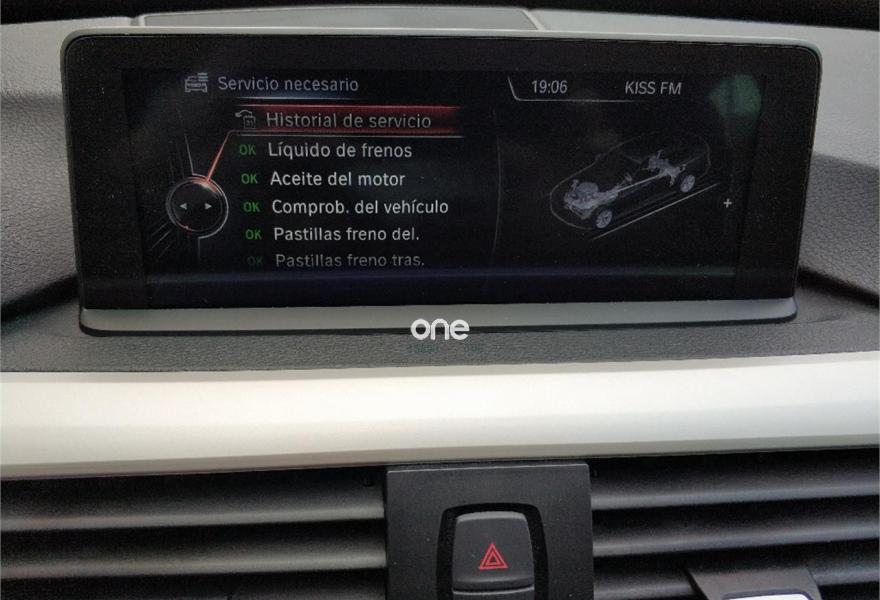 Servicio necesario
19:06
KISS FM
Historial de servicio
OK Líquido de frenos
OK Aceite del motor
OK Comprob. del vehículo
OK Pastillas freno del.
OK Pastillas freno tras.
one